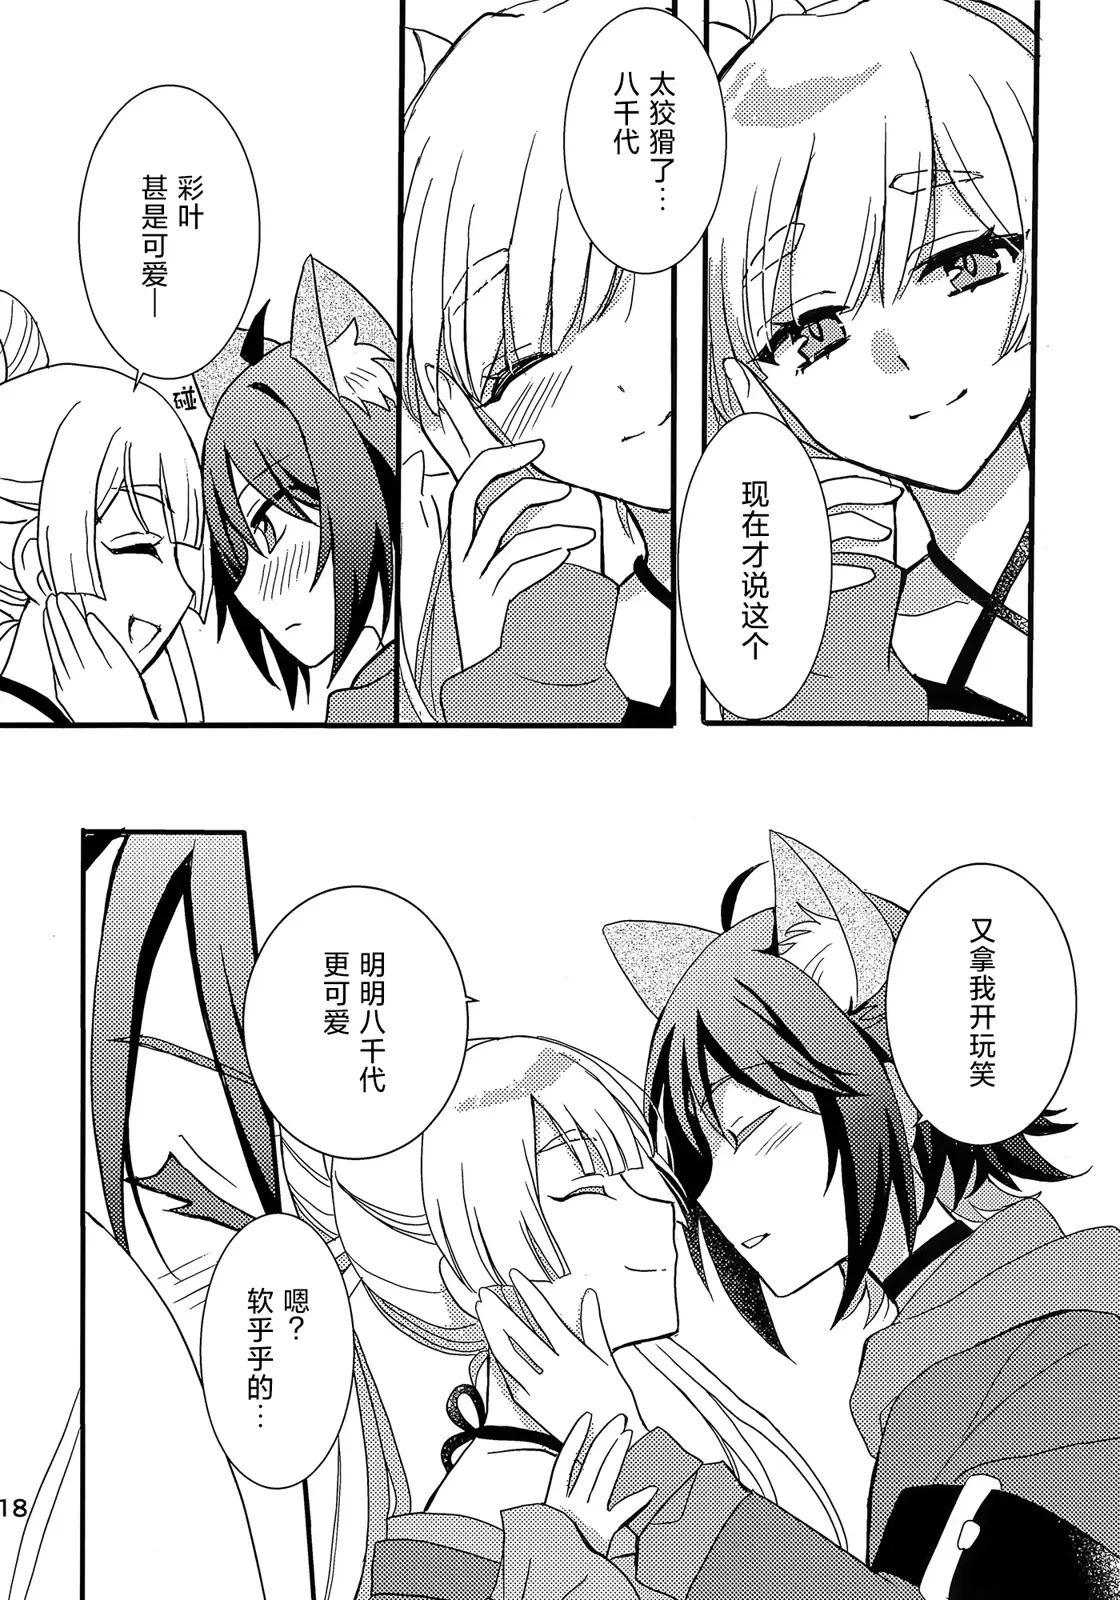 现在才说这个
太狡猾了…
八千代
彩叶
甚是可爱—
碰
又拿我开玩笑
明明八千代
更可爱
嗯？
软乎乎的…
18